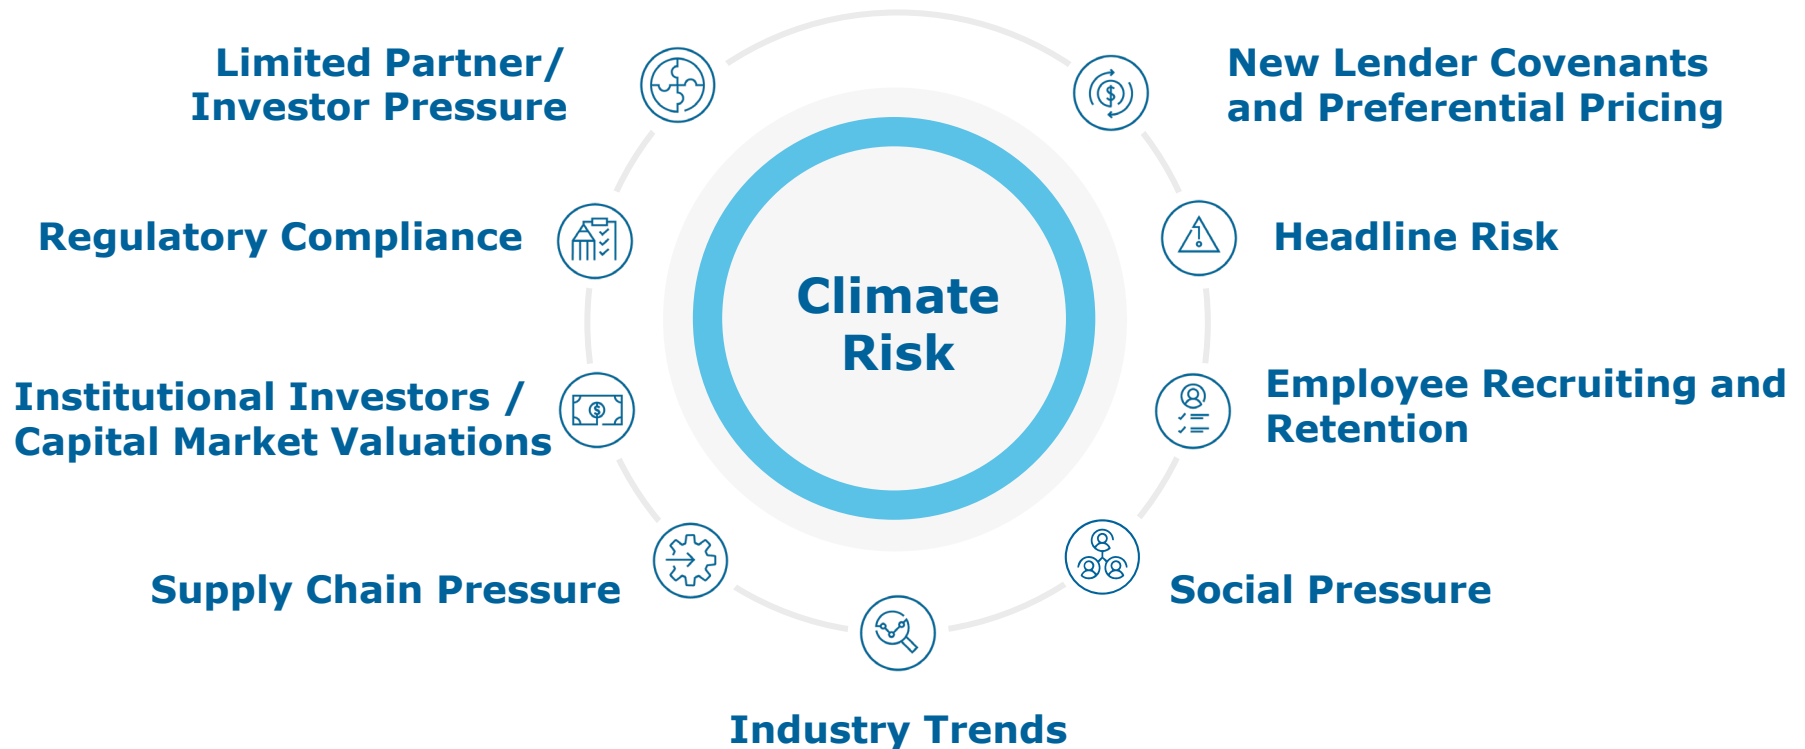 Limited Partner/
Investor Pressure
New Lender Covenants
and Preferential Pricing
Regulatory Compliance
Headline Risk
Climate
Risk
Institutional Investors /
Capital Market Valuations
Employee Recruiting and
Retention
Supply Chain Pressure
Social Pressure
Industry Trends